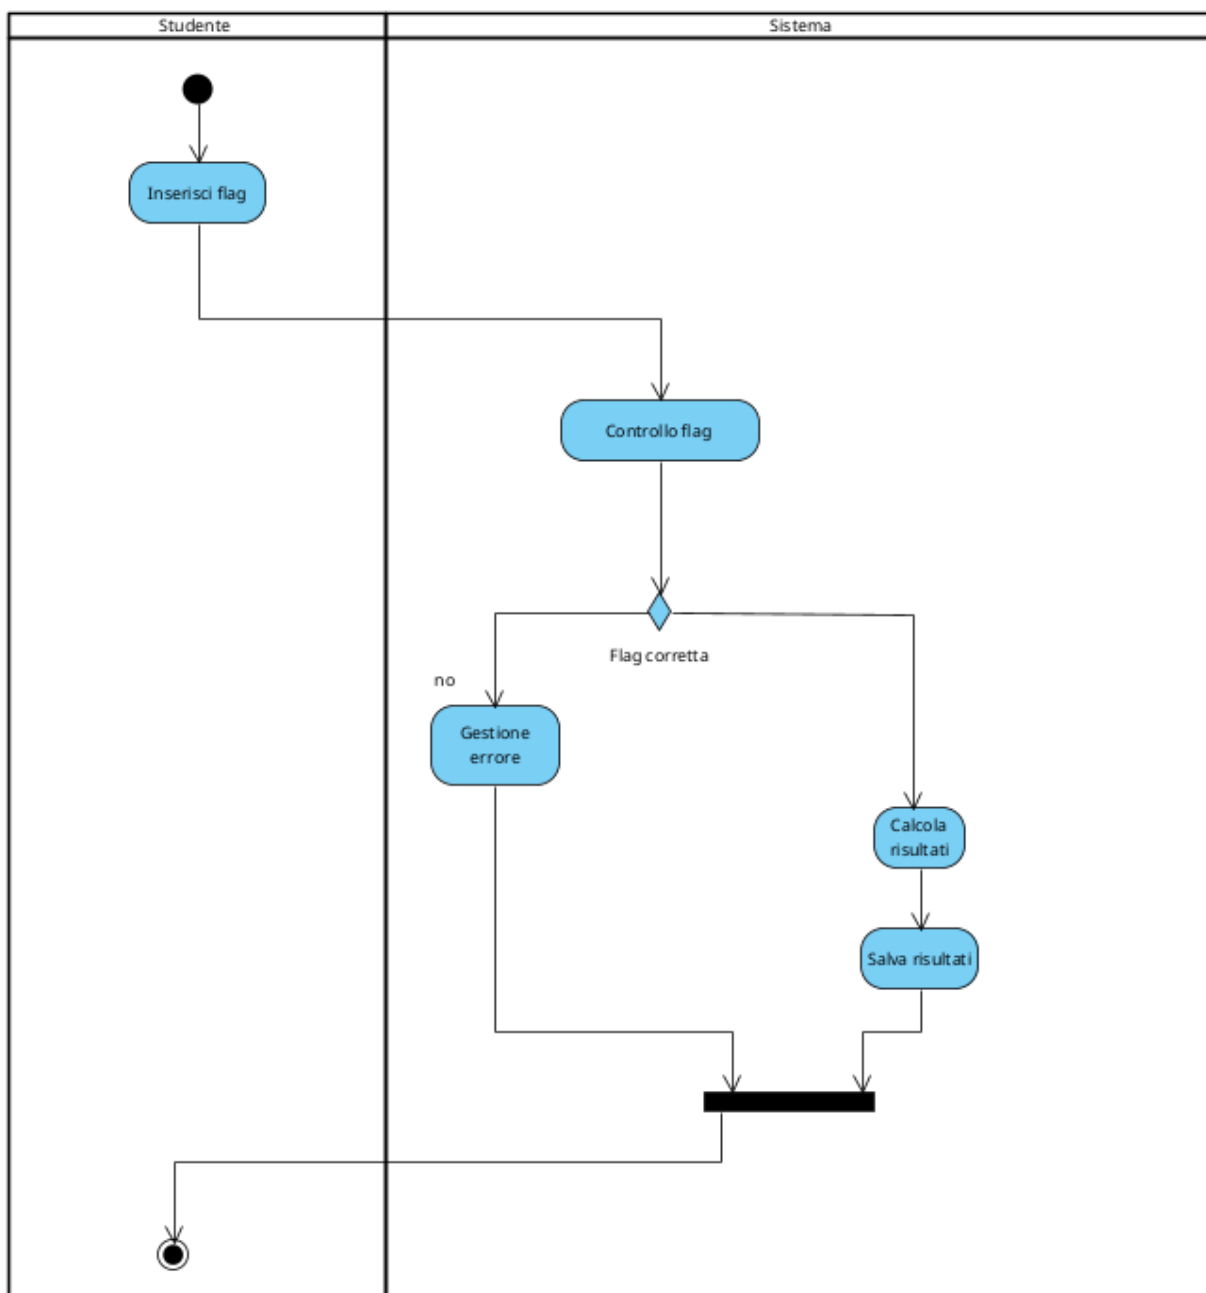 Studente
Sistema
Inserisci flag
Controllo flag
Flag corretta
no
Gestione
errore
Calcola
risultati
Salva risultati